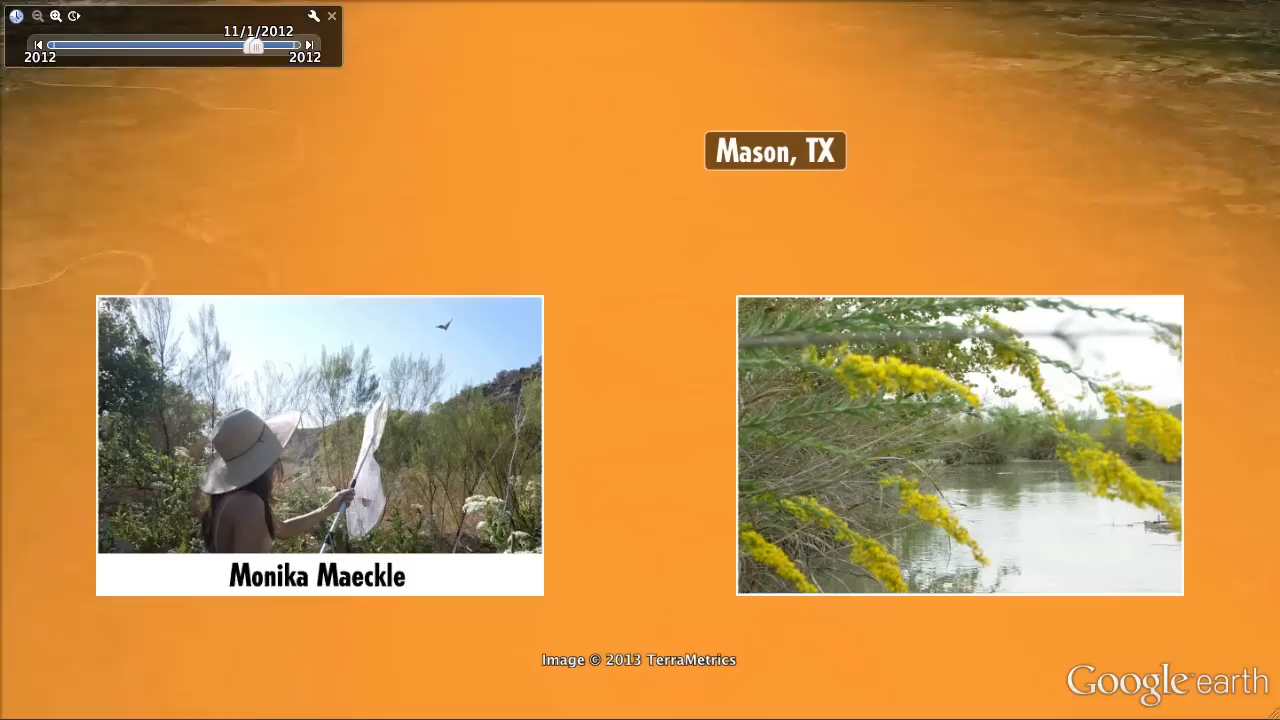 11/1/2012
2012
2012
Mason, TX
Monika Maeckle
Image © 2013 TerraMetrics
Google earth